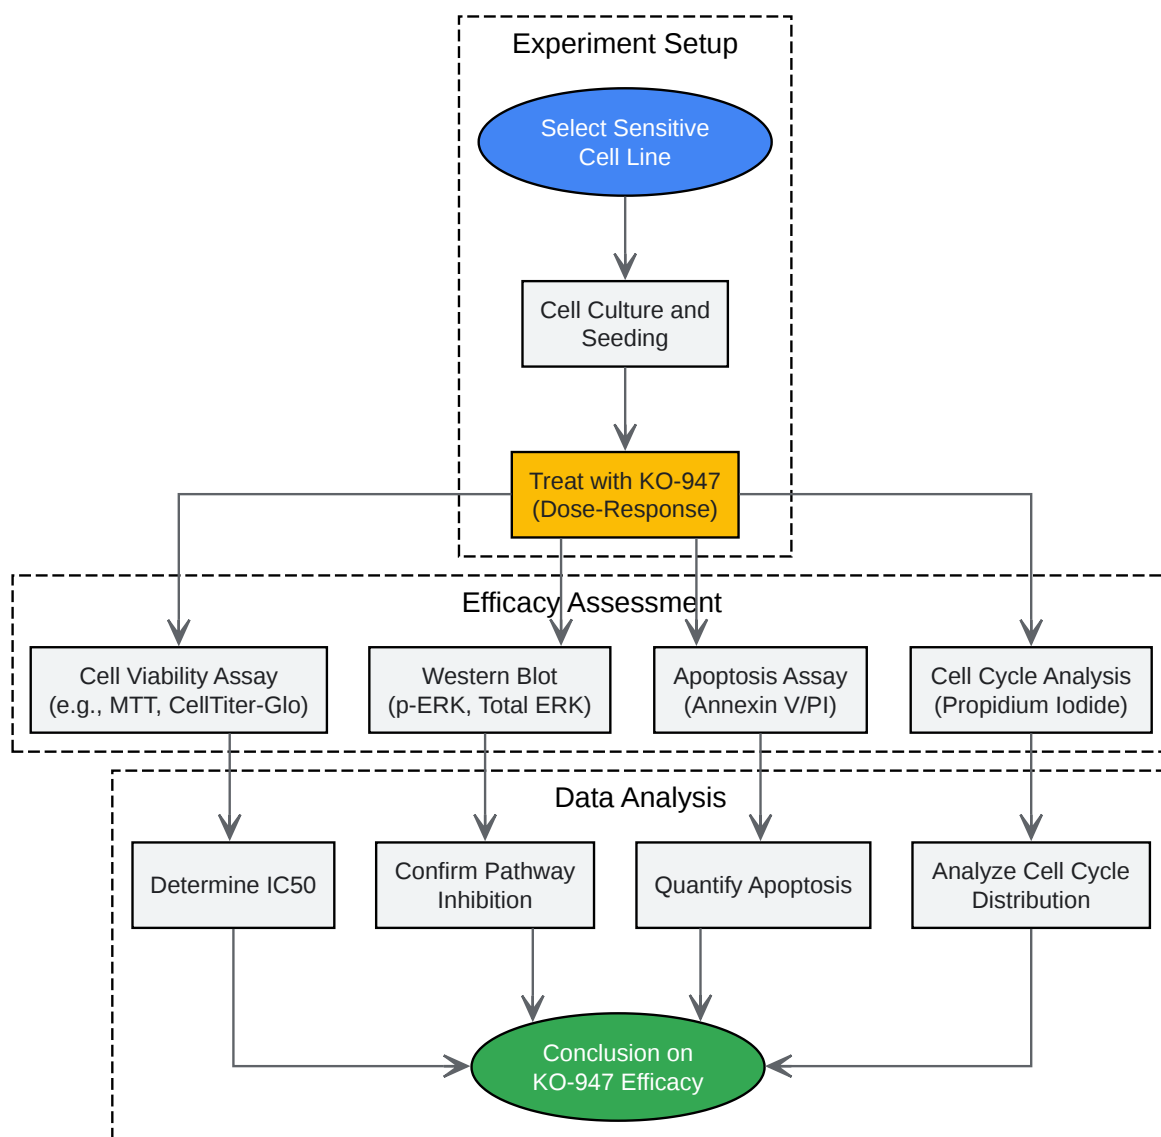 Experiment Setup
Select Sensitive
Cell Line
Cell Culture and
Seeding
Treat with KO-947
(Dose-Response)
Efficacy Assessment
Cell Viability Assay
(e.g., MTT, CellTiter-Glo)
Western Blot
(p-ERK, Total ERK)
Apoptosis Assay
(Annexin V/PI)
Cell Cycle Analysis
(Propidium Iodide)
Data Analysis
Determine IC50
Confirm Pathway
Inhibition
Quantify Apoptosis
Analyze Cell Cycle
Distribution
Conclusion on
KO-947 Efficacy